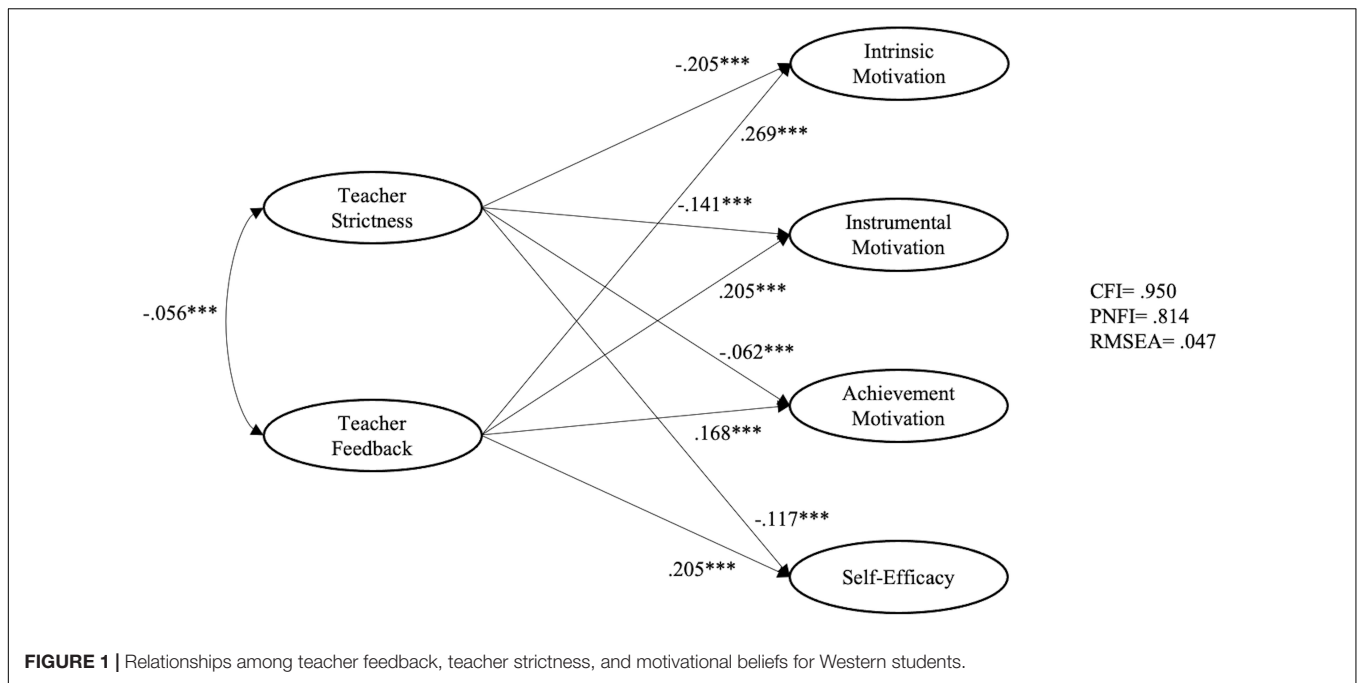 -.205***
Intrinsic
Motivation
.269***
Teacher
Strictness
-.141***
Instrumental
Motivation
.205***
-.056***
CFI= .950
PNFI= .814
RMSEA= .047
-.062***
Achievement
Motivation
Teacher
Feedback
.168***
-.117***
.205***
Self-Efficacy
FIGURE 1 | Relationships among teacher feedback, teacher strictness, and motivational beliefs for Western students.